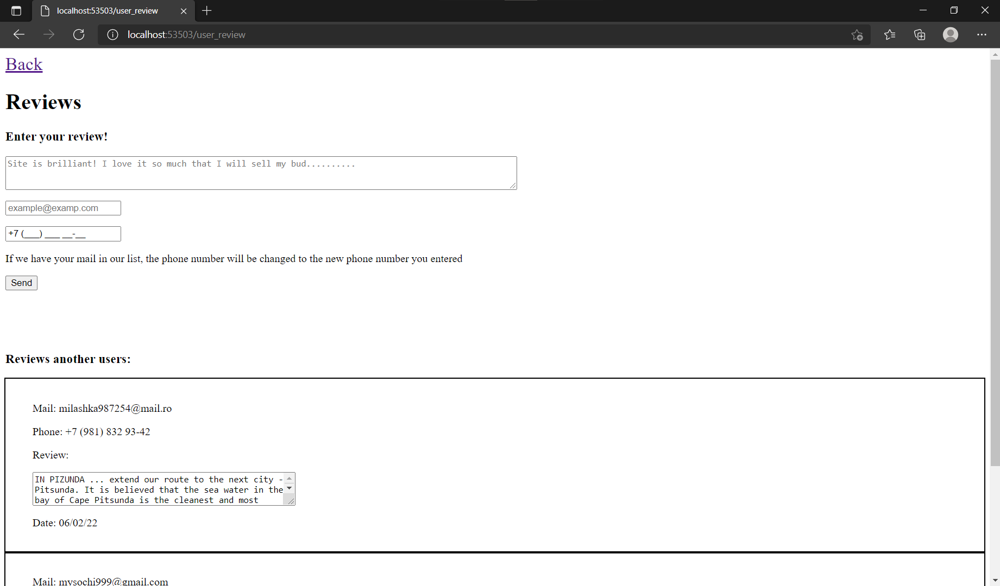 localhost:53503/user_review
localhost:53503/user_review
Back
Reviews
Enter your review!
Site is brilliant! I love it so much that I will sell my bud..........
example@examp.com
+7 (___) ___ __-__
If we have your mail in our list, the phone number will be changed to the new phone number you entered
Send
Reviews another users:
Mail: milashka987254@mail.ro
Phone: +7 (981) 832 93-42
Review:
IN PIZUNDA ... extend our route to the next city -
Pitsunda. It is believed that the sea water in the
bay of Cape Pitsunda is the cleanest and most
Date: 06/02/22
Mail: mysochi999@gmail.com